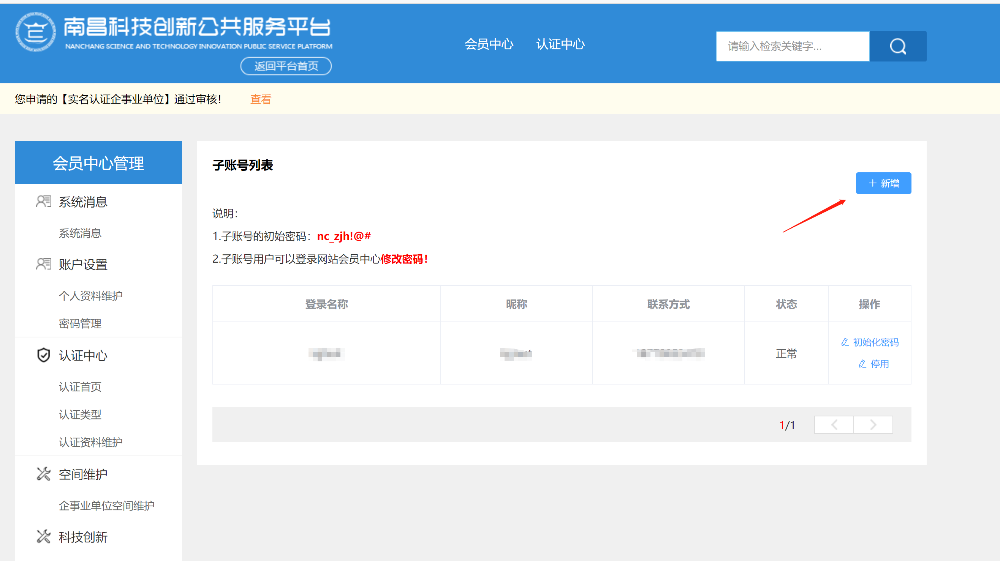 南昌科技创新公共服务平台
NANCHANG SCIENCE AND TECHNOLOGY INNOVATION PUBLIC SERVICE PLATFORM
返回平台首页
会员中心 认证中心
请输入检索关键字...
您申请的【实名认证企事业单位】通过审核！ 查看
会员中心管理
系统消息
系统消息
账户设置
个人资料维护
密码管理
认证中心
认证首页
认证类型
认证资料维护
空间维护
企事业单位空间维护
科技创新
子账号列表
新增
说明：
1.子账号的初始密码：nc_zjh!@#
2.子账号用户可以登录网站会员中心修改密码！
登录名称 昵称 联系方式 状态 操作
正常 初始化密码
停用
1/1